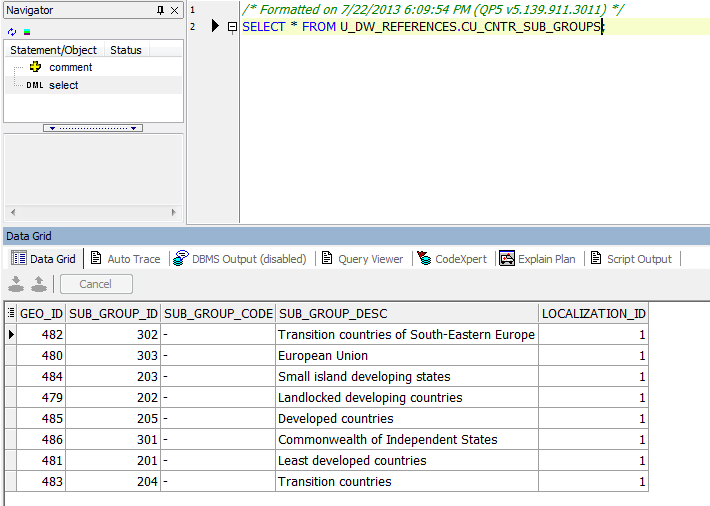 Navigator
Statement/Object Status
comment
DML select
1 /* Formatted on 7/22/2013 6:09:54 PM (QP5 v5.139.911.3011) */
2 SELECT * FROM U_DW_REFERENCES.CU_CNTR_SUB_GROUPS;
Data Grid
Data Grid Auto Trace DBMS Output (disabled) Query Viewer CodeXpert Explain Plan Script Output
Cancel
GEO_ID SUB_GROUP_ID SUB_GROUP_CODE SUB_GROUP_DESC LOCALIZATION_ID
482 302 - Transition countries of South-Eastern Europe 1
480 303 - European Union 1
484 203 - Small island developing states 1
479 202 - Landlocked developing countries 1
485 205 - Developed countries 1
486 301 - Commonwealth of Independent States 1
481 201 - Least developed countries 1
483 204 - Transition countries 1